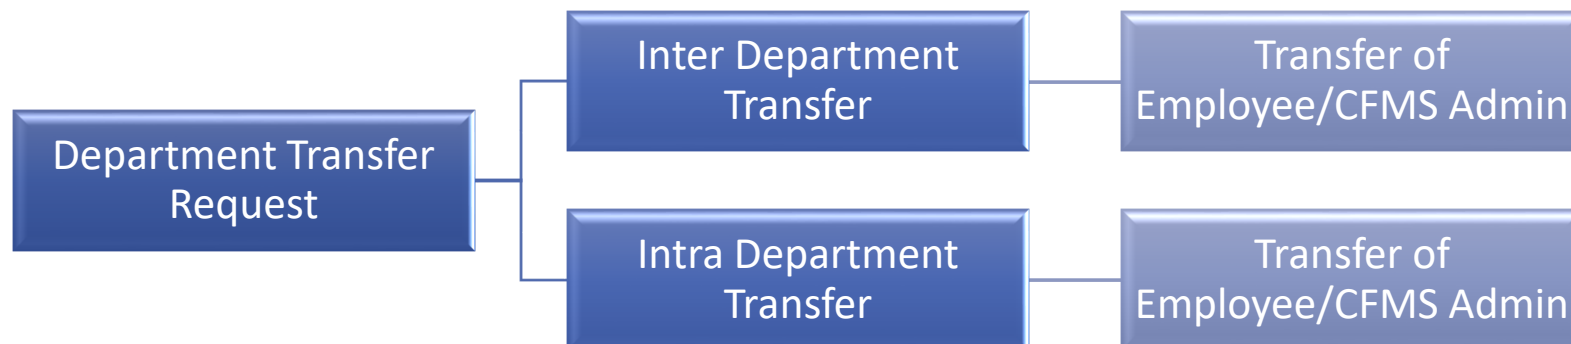 Department Transfer
Request
Inter Department
Transfer
Transfer of
Employee/CFMS Admin
Intra Department
Transfer
Transfer of
Employee/CFMS Admin